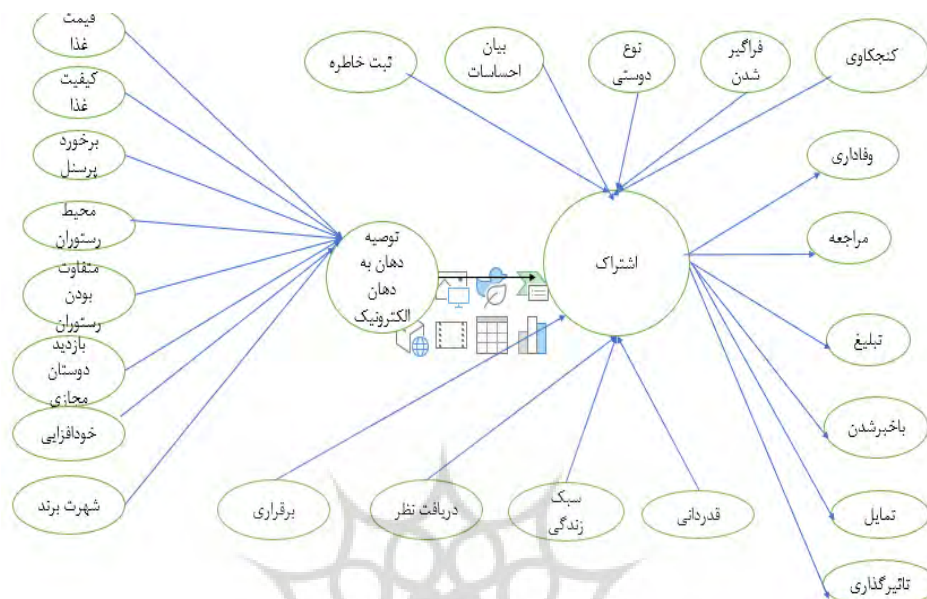 قیمت
غذا
کیفیت
غذا
برخورد
پرسنل
محیط
رستوران
متفاوت
بودن
رستوران
بازدید
دوستان
مجازی
خودافزایی
شهرت برند
توصیه
دهان به
دهان
الکترونیک
ثبت خاطره
بیان
احساسات
نوع
دوستی
فراگیر
شدن
کنجکاوی
اشتراک
برقراری
دریافت نظر
سبک
زندگی
قدردانی
وفاداری
مراجعه
تبلیغ
باخبرشدن
تمایل
تاثیرگذاری